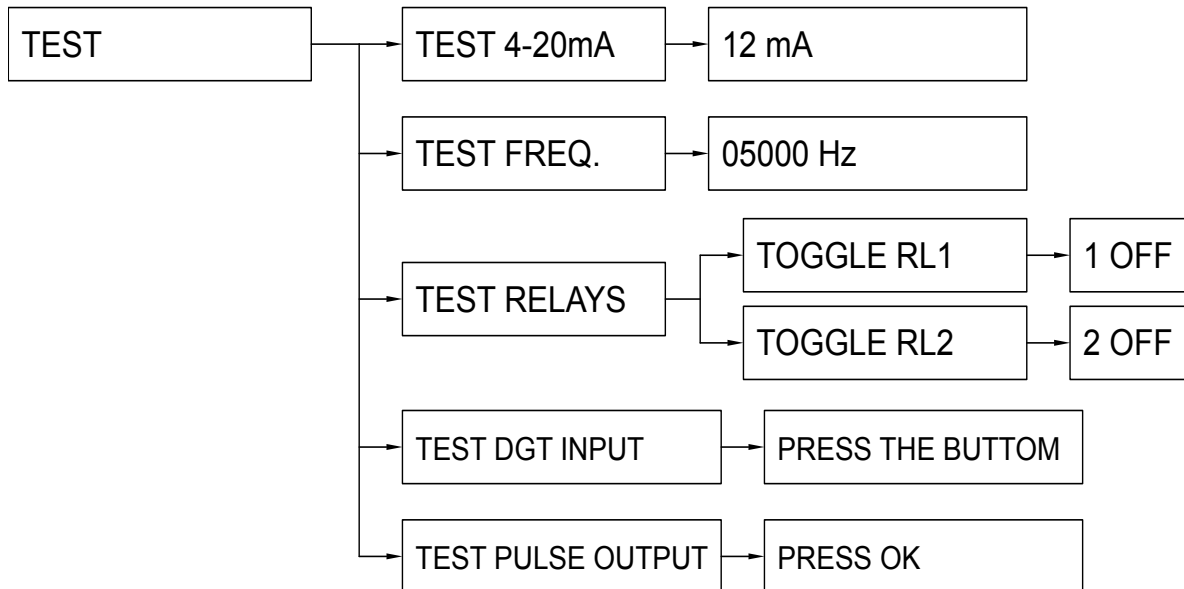 TEST
TEST 4-20mA
12 mA
TEST FREQ.
05000 Hz
TEST RELAYS
TOGGLE RL1
1 OFF
TOGGLE RL2
2 OFF
TEST DGT INPUT
PRESS THE BUTTOM
TEST PULSE OUTPUT
PRESS OK